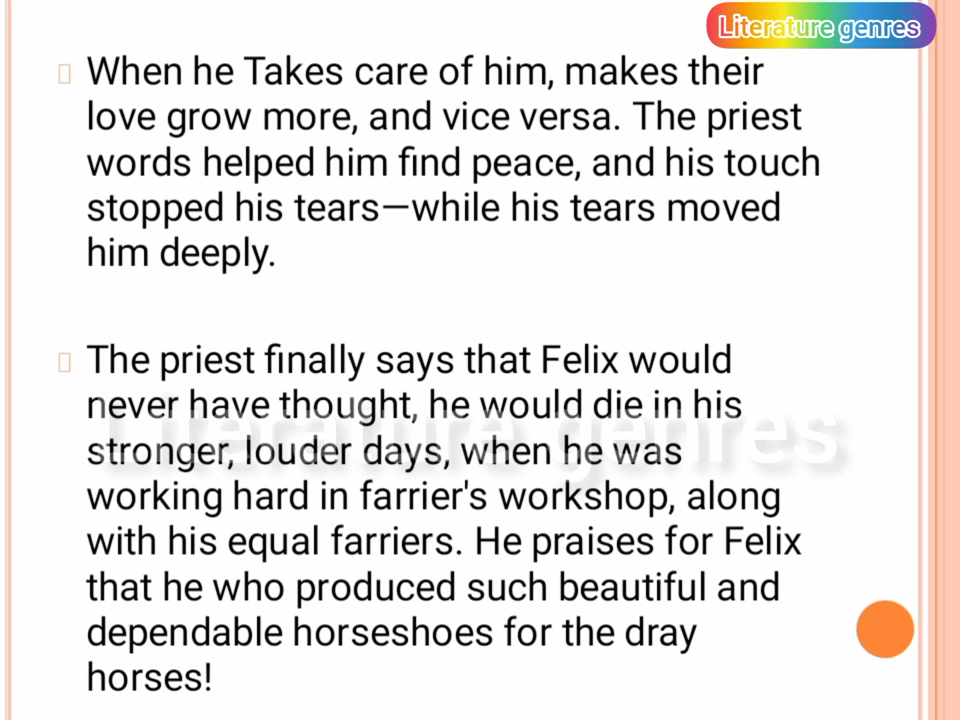 Literature genres
When he Takes care of him, makes their
love grow more, and vice versa. The priest
words helped him find peace, and his touch
stopped his tears—while his tears moved
him deeply.
The priest finally says that Felix would
never have thought, he would die in his
Literature genres
stronger, louder days, when he was
working hard in farrier's workshop, along
with his equal farriers. He praises for Felix
that he who produced such beautiful and
dependable horseshoes for the dray
horses!